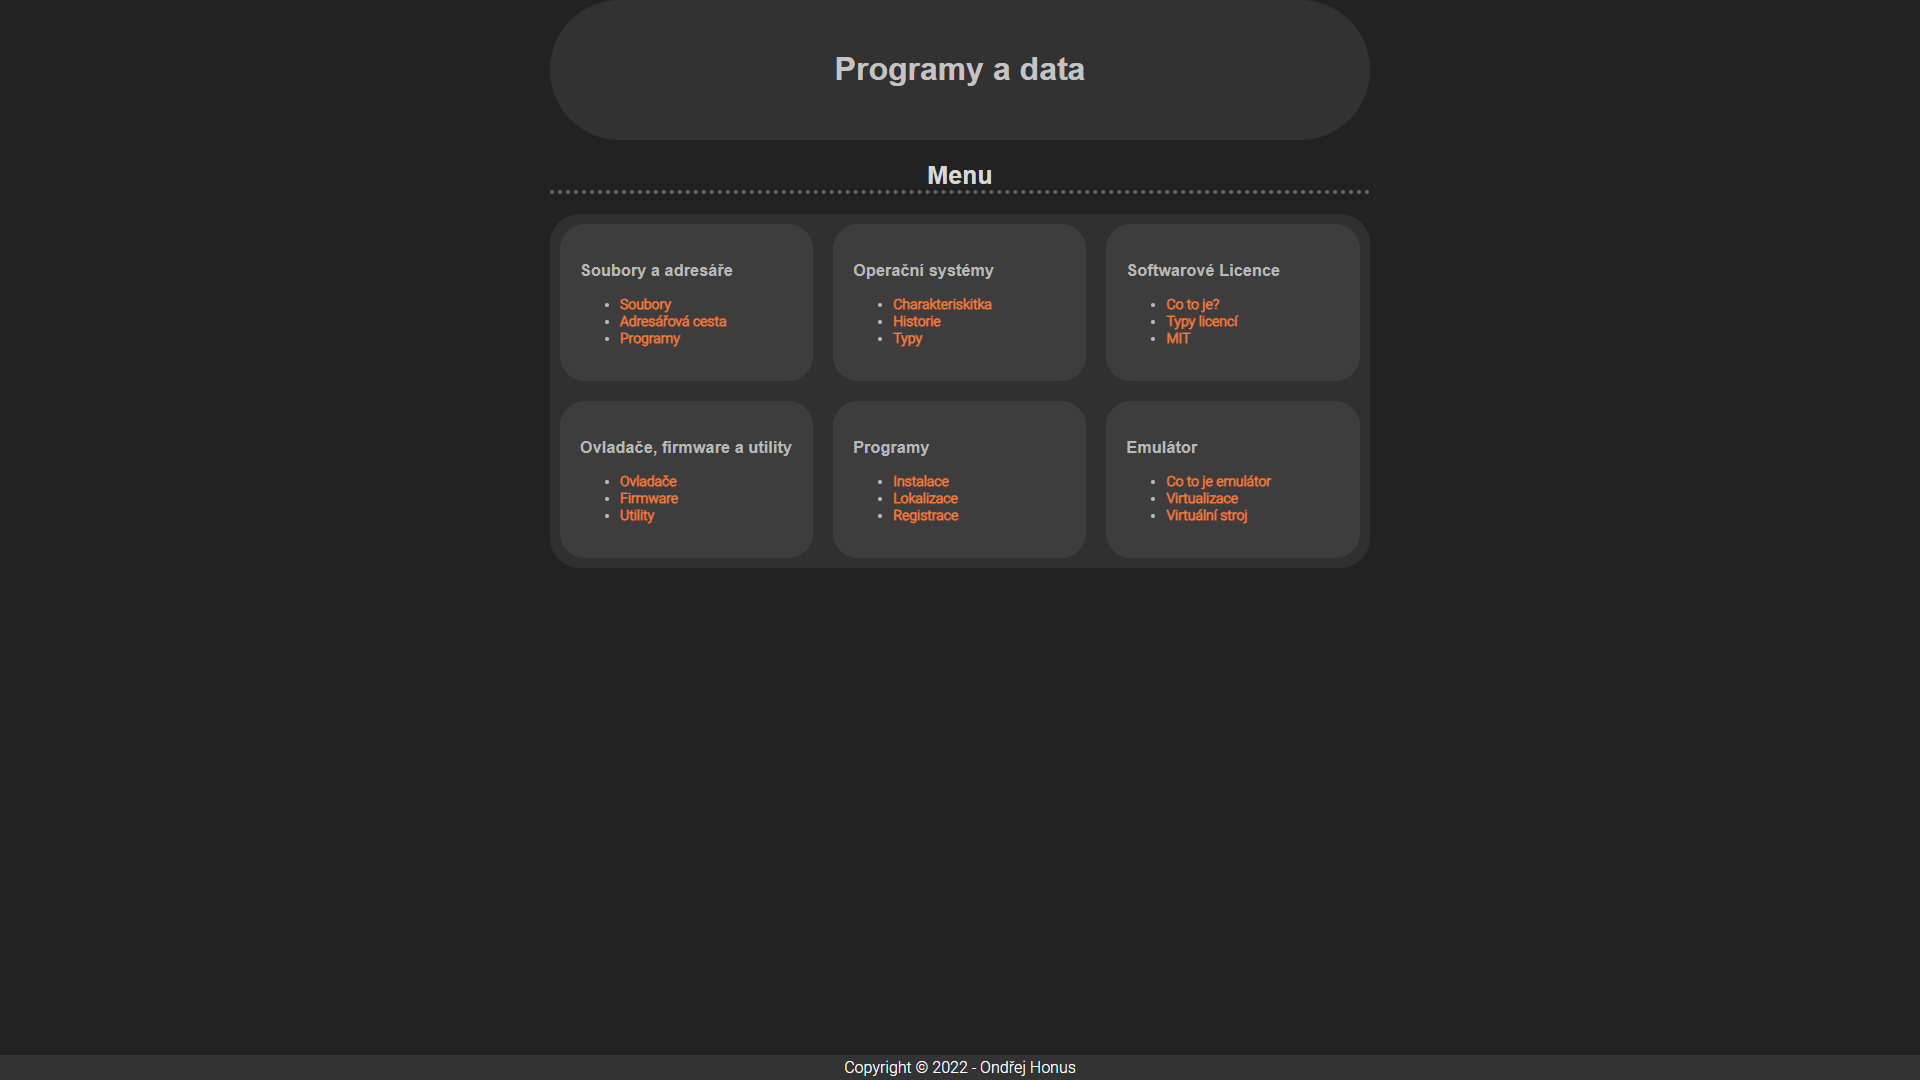 Programy a data
Menu
Soubory a adresáře
Soubory
Adresářová cesta
Programy
Operační systémy
Charakteriskitka
Historie
Typy
Softwarové Licence
Co to je?
Typy licencí
MIT
Ovladače, firmware a utility
Ovladače
Firmware
Utility
Programy
Instalace
Lokalizace
Registrace
Emulátor
Co to je emulátor
Virtualizace
Virtuální stroj
Copyright © 2022 - Ondřej Honus